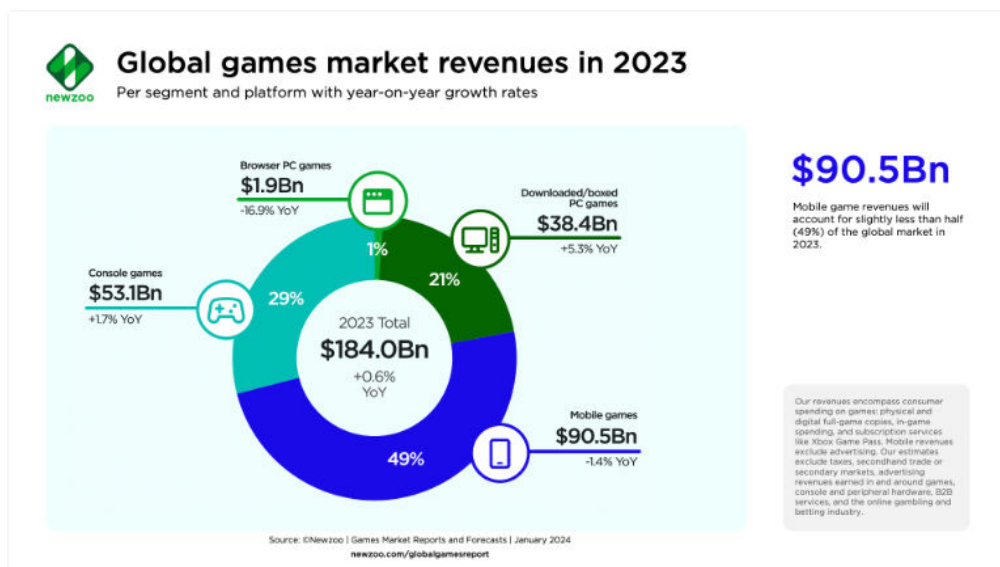 newzoo
Global games market revenues in 2023
Per segment and platform with year-on-year growth rates
Browser PC games
$1.9Bn
-16.9% YoY
Downloaded/boxed
PC games
$38.4Bn
+5.3% YoY
Console games
$53.1Bn
+1.7% YoY
1%
21%
29%
2023 Total
$184.0Bn
+0.6%
YoY
49%
Mobile games
$90.5Bn
-1.4% YoY
$90.5Bn
Mobile game revenues will
account for slightly less than half
(49%) of the global market in
2023.
Our revenues encompass consumer
spending on games: physical and
digital full-game copies, in-game
spending, and subscription services
like Xbox Game Pass. Mobile revenues
exclude advertising. Our estimates
exclude taxes, secondhand trade or
secondary markets, advertising
revenues earned in and around games,
console and peripheral hardware, B2B
services, and the online gambling and
betting industry.
Source: ©Newzoo | Games Market Reports and Forecasts | January 2024
newzoo.com/globalgamesreport